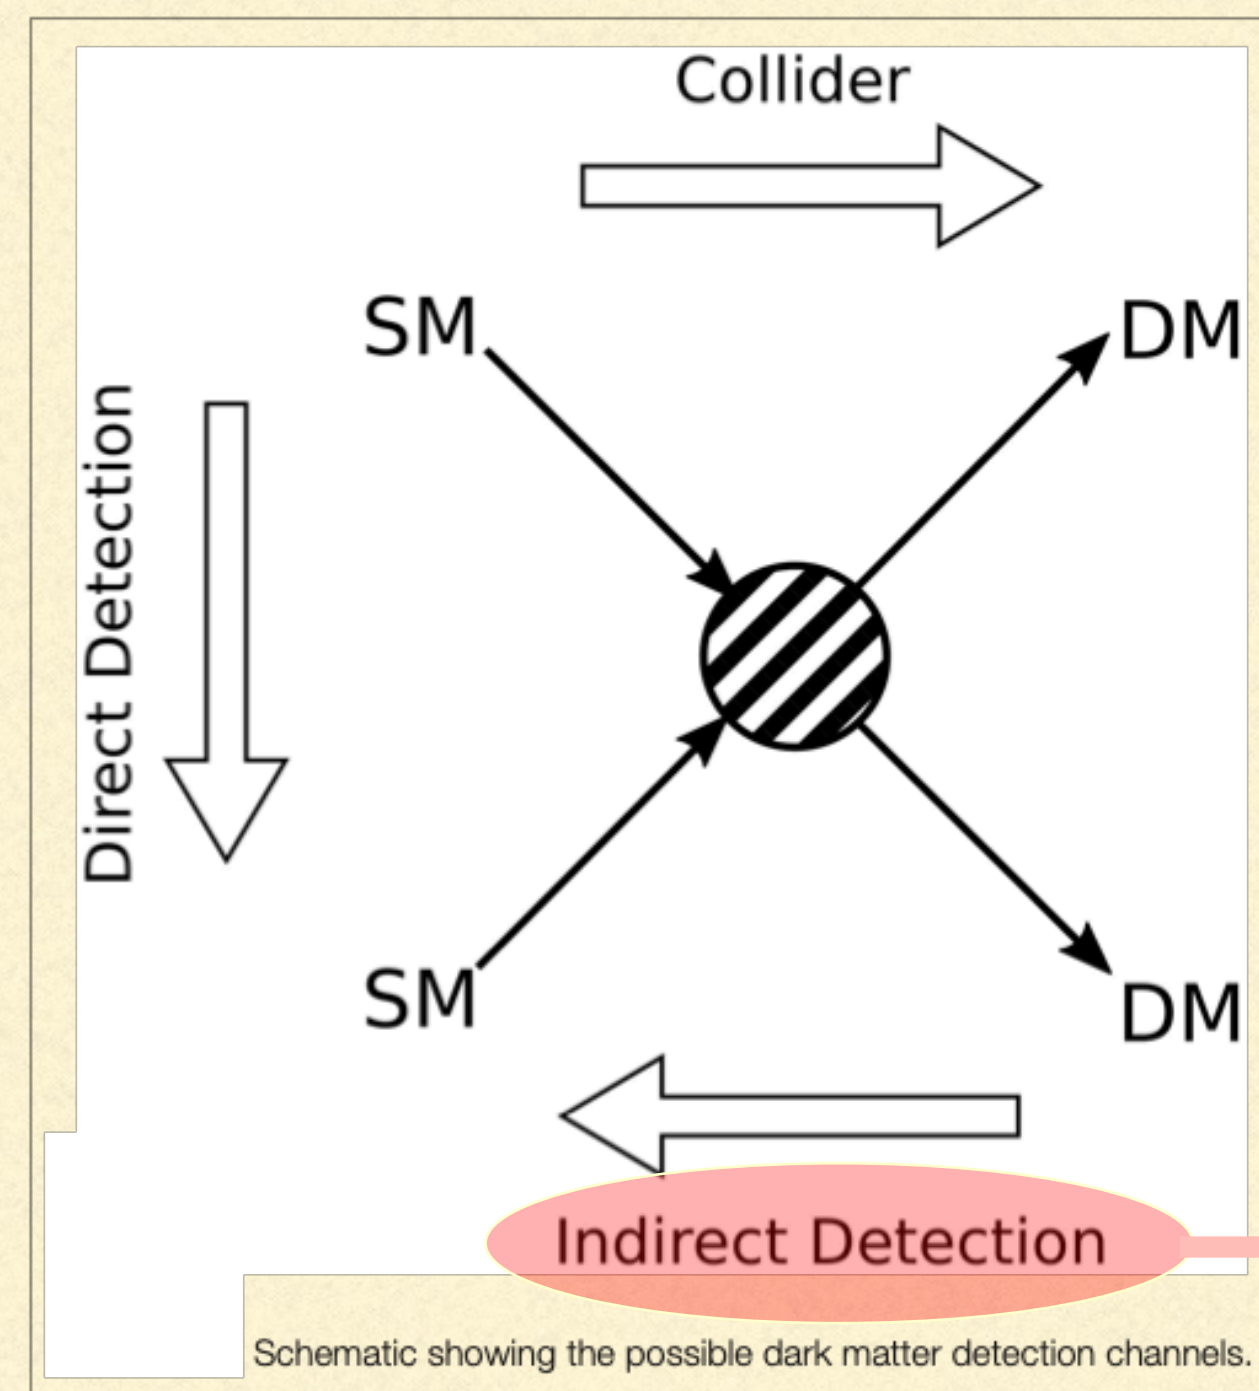 Collider
SM
DM
Direct Detection
SM
DM
Indirect Detection
Schematic showing the possible dark matter detection channels.